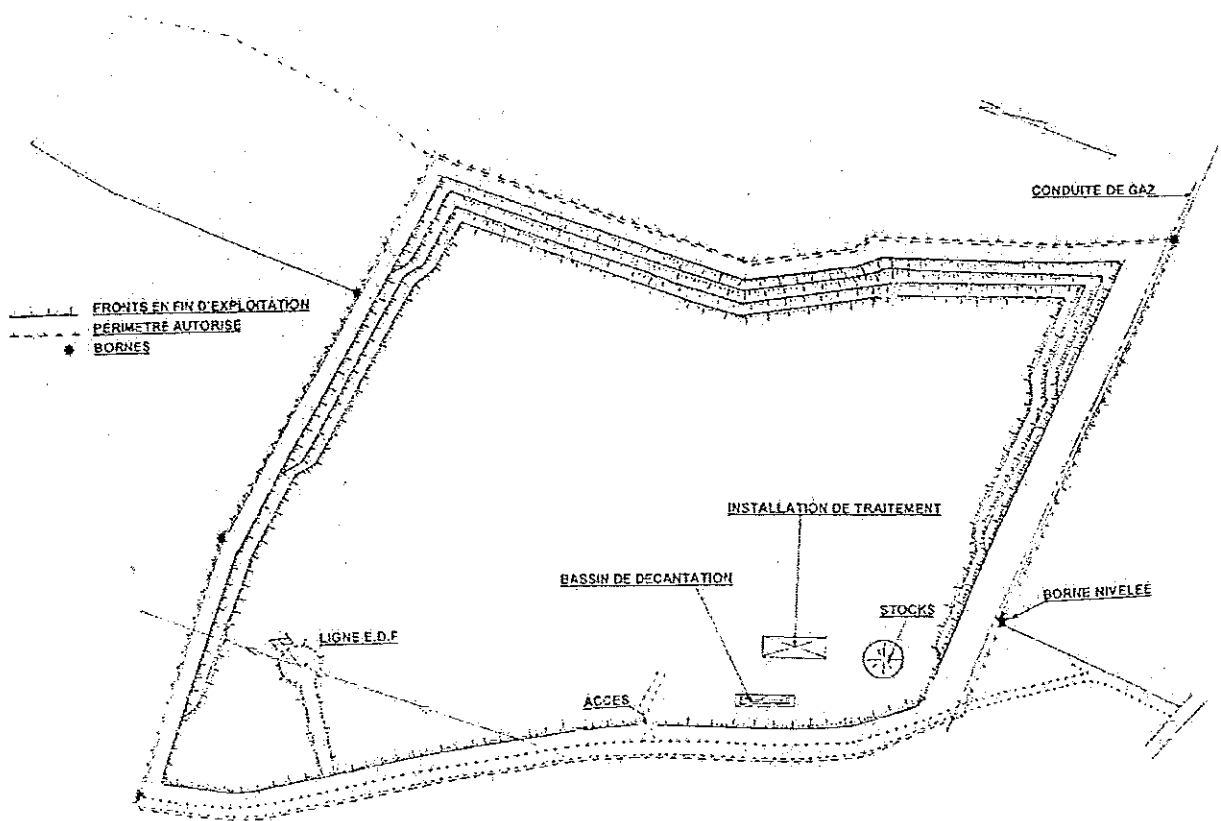 CONDUITE DE GAZ
FRONTS EN FIN D'EXPLOITATION
PÉRIMETRE AUTORISE
BORNES
INSTALLATION DE TRAITEMENT
BASSIN DE DECANTATION
STOCKS
BORNE NIVELEE
LIGNE E.D.F
ACCES